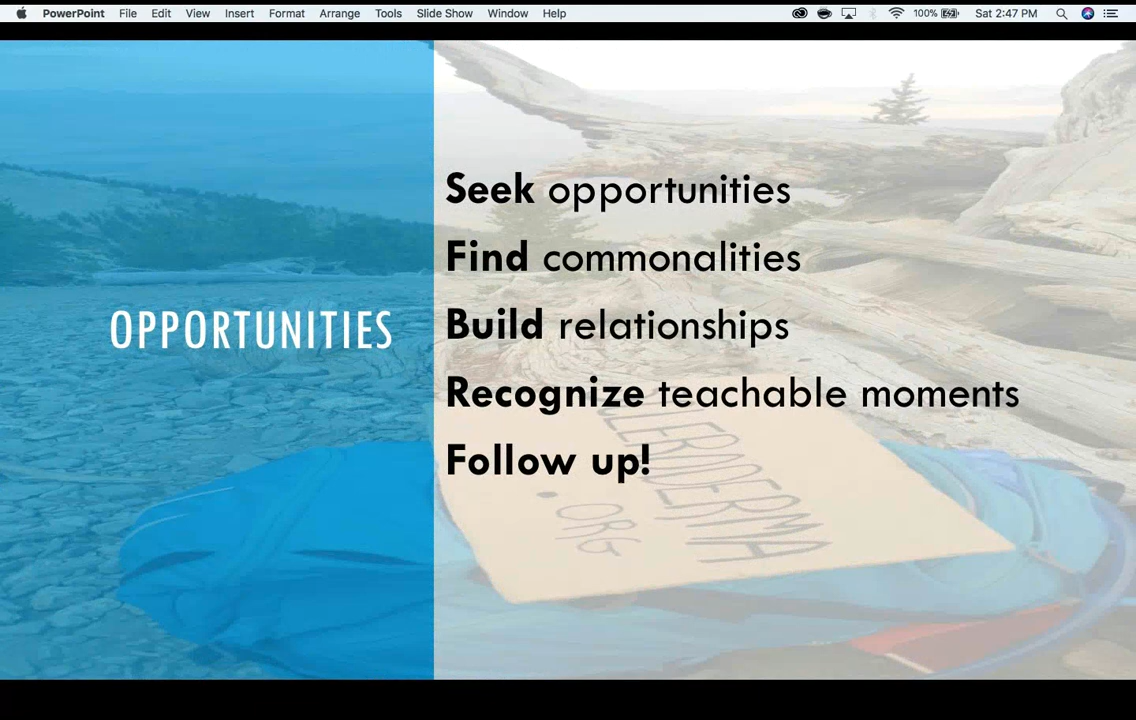 PowerPoint File Edit View Insert Format Arrange Tools Slide Show Window Help 100% Sat 2:47 PM
OPPORTUNITIES
Seek opportunities
Find commonalities
Build relationships
Recognize teachable moments
Follow up!
.ORG